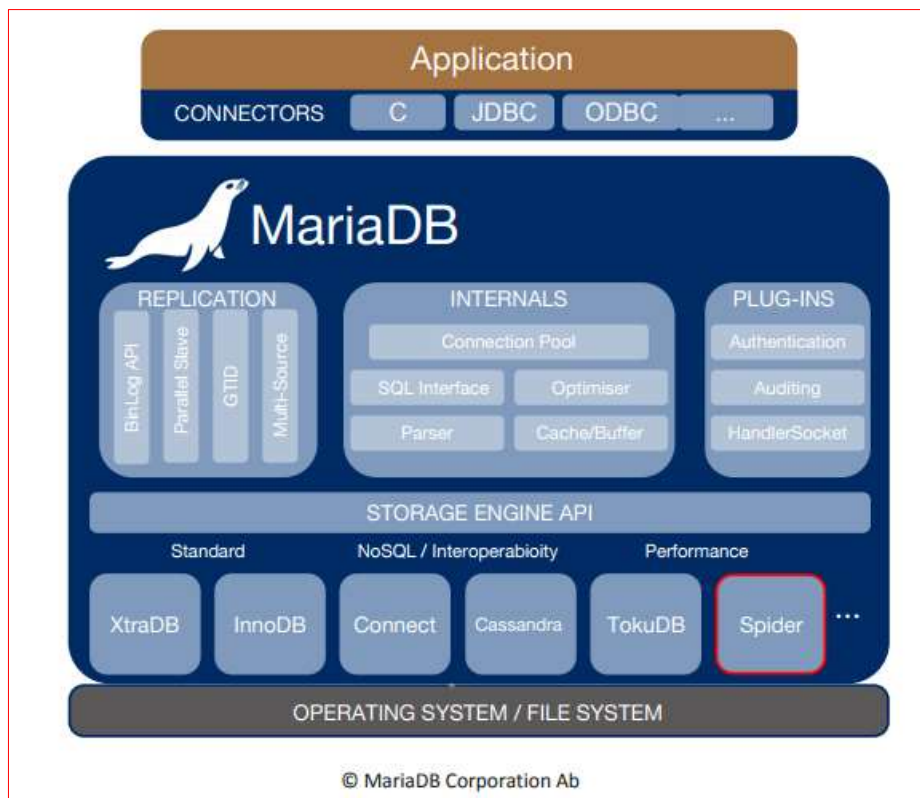 Application
CONNECTORS C JDBC ODBC ...
MariaDB
REPLICATION
BinLog API
Parallel Slave
GTID
Multi-Source
INTERNALS
Connection Pool
SQL Interface Optimiser
Parser Cache/Buffer
PLUG-INS
Authentication
Auditing
HandlerSocket
STORAGE ENGINE API
Standard NoSQL / Interoperabioity Performance
XtraDB InnoDB Connect Cassandra TokuDB Spider ...
OPERATING SYSTEM / FILE SYSTEM
© MariaDB Corporation Ab